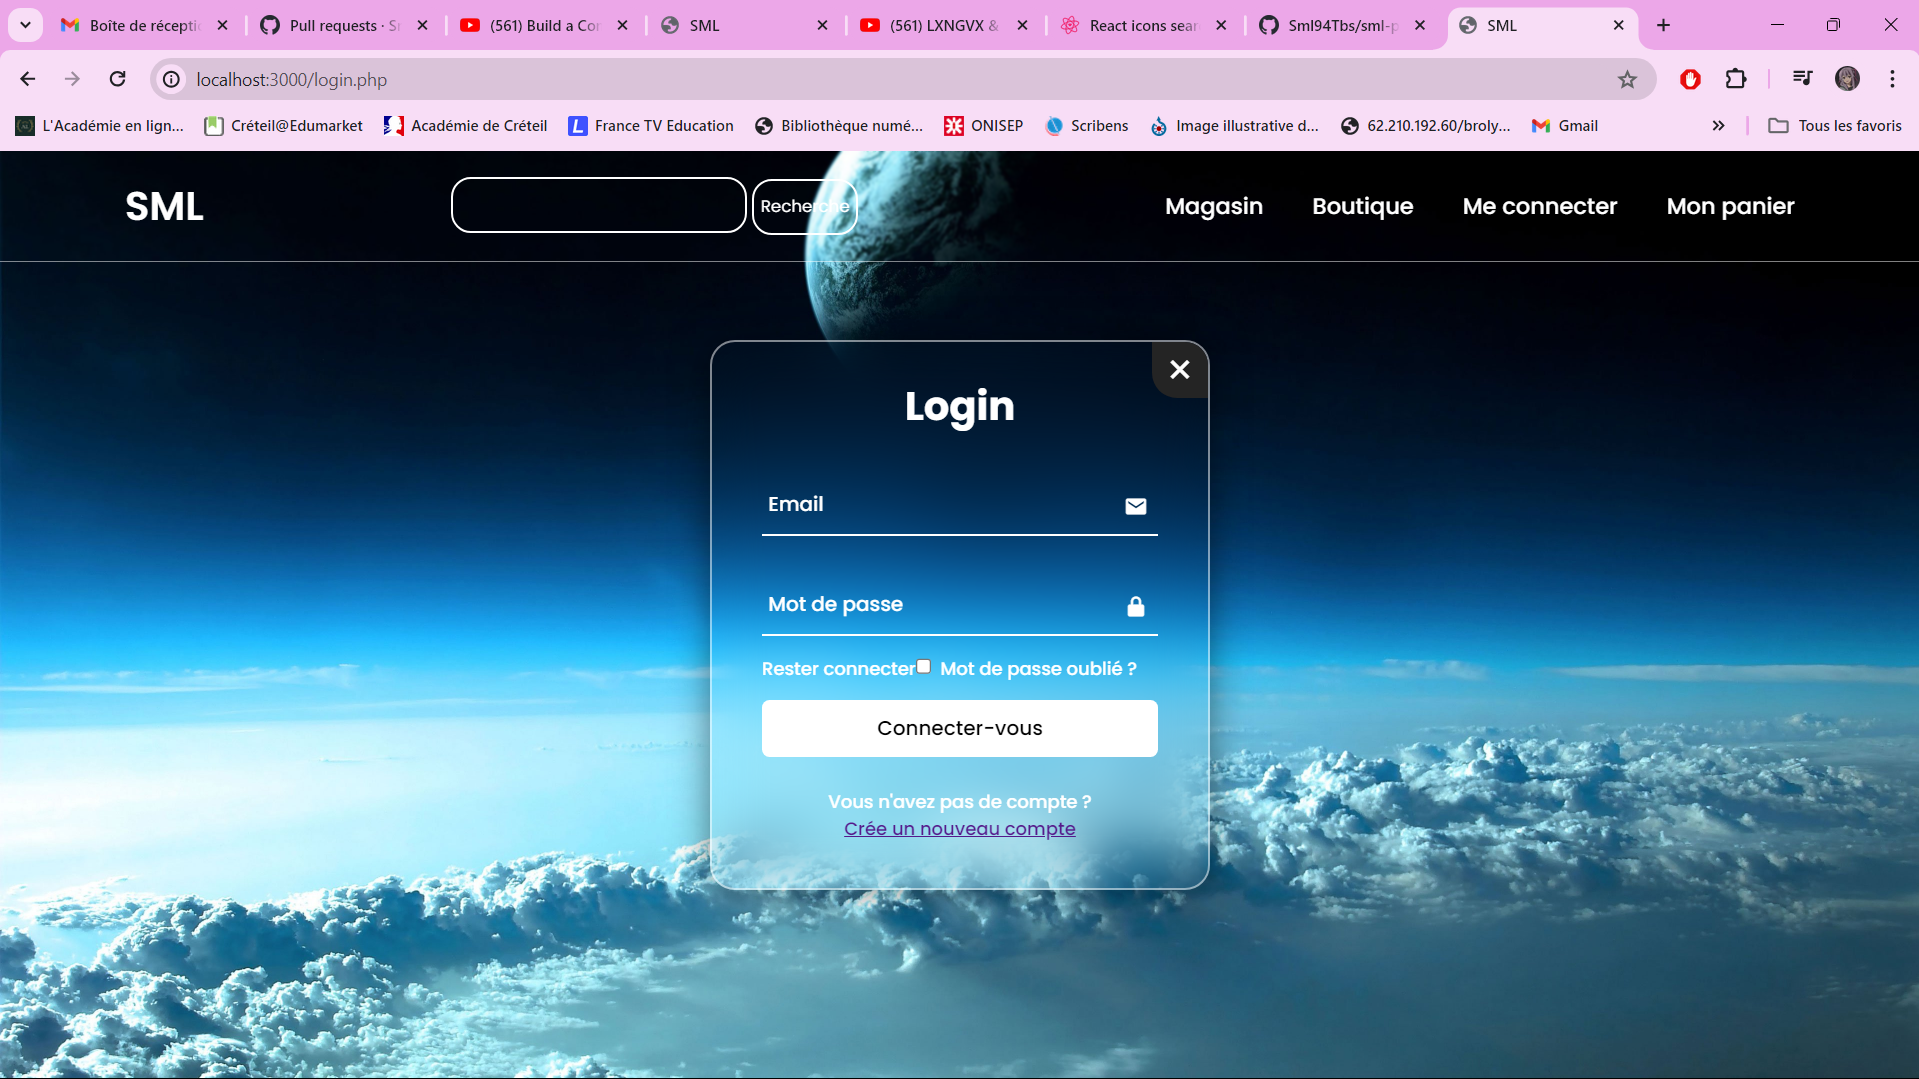 Boîte de réceptio
Pull requests · S
(561) Build a Co
SML
(561) LXNGVX &
React icons sear
Sml94Tbs/sml-p
SML
localhost:3000/login.php
L'Académie en lign...
Créteil@Edumarket
Académie de Créteil
France TV Education
Bibliothèque numé...
ONISEP
Scribens
Image illustrative d...
62.210.192.60/broly...
Gmail
Tous les favoris
SML
Recherche
Magasin
Boutique
Me connecter
Mon panier
Login
Email
Mot de passe
Rester connecter
Mot de passe oublié ?
Connecter-vous
Vous n'avez pas de compte ?
Crée un nouveau compte